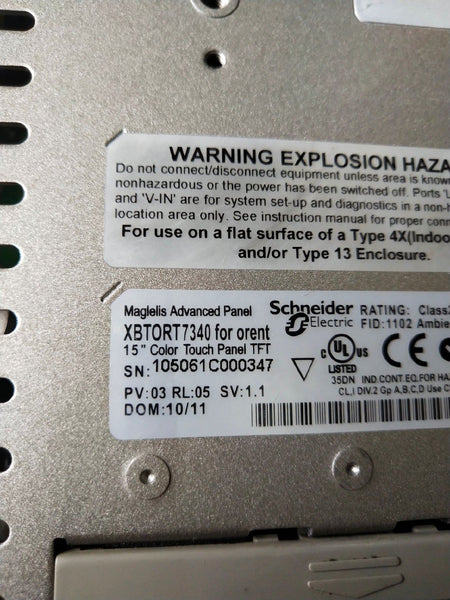 WARNING EXPLOSION HAZA
Do not connect/disconnect equipment unless area is known
nonhazardous or the power has been switched off. Ports 'L
and 'V-IN' are for system set-up and diagnostics in a non-h
location area only. See instruction manual for proper conn
For use on a flat surface of a Type 4X(Indoo
and/or Type 13 Enclosure.
Maglelis Advanced Panel
XBTORT7340 for orent
15" Color Touch Panel TFT
SN: 105061C000347
PV:03 RL:05 SV:1.1
DOM:10/11
Schneider
Electric
RATING: Class2
FID:1102 Ambie
C UL US
LISTED
CE
35DN IND.CONT.EQ.FOR HA
CL,I DIV.2 Gp A,B,C,D Use C